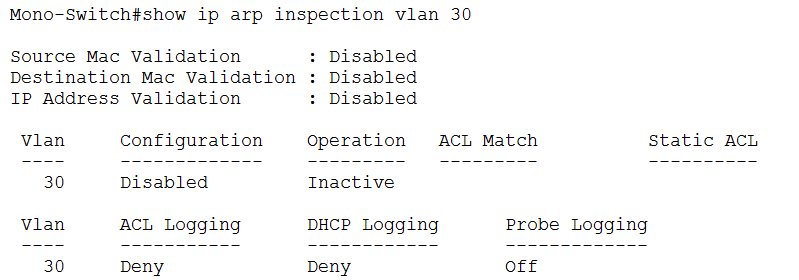 Mono-Switch#show ip arp inspection vlan 30
Source Mac Validation      : Disabled
Destination Mac Validation : Disabled
IP Address Validation      : Disabled
 Vlan     Configuration    Operation   ACL Match          Static ACL
 ----     -------------    ---------   ---------          ----------
   30     Disabled         Inactive
 Vlan     ACL Logging      DHCP Logging      Probe Logging
 ----     -----------      ------------      -------------
   30     Deny             Deny              Off